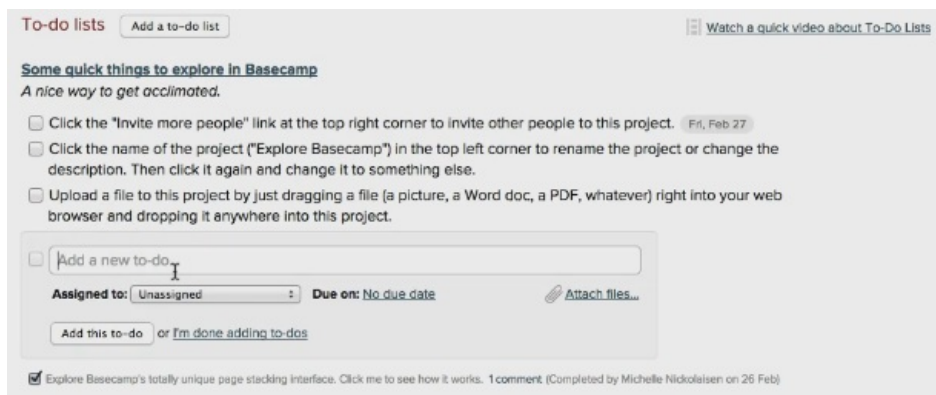 To-do lists Add a to-do list Watch a quick video about To-Do Lists
Some quick things to explore in Basecamp
A nice way to get acclimated.
Click the "Invite more people" link at the top right corner to invite other people to this project. Fri, Feb 27
Click the name of the project ("Explore Basecamp") in the top left corner to rename the project or change the
description. Then click it again and change it to something else.
Upload a file to this project by just dragging a file (a picture, a Word doc, a PDF, whatever) right into your web
browser and dropping it anywhere into this project.
Add a new to-do...
Assigned to: Unassigned Due on: No due date Attach files...
Add this to-do or I'm done adding to-dos
Explore Basecamp's totally unique page stacking interface. Click me to see how it works. 1 comment (Completed by Michelle Nickolaisen on 26 Feb)